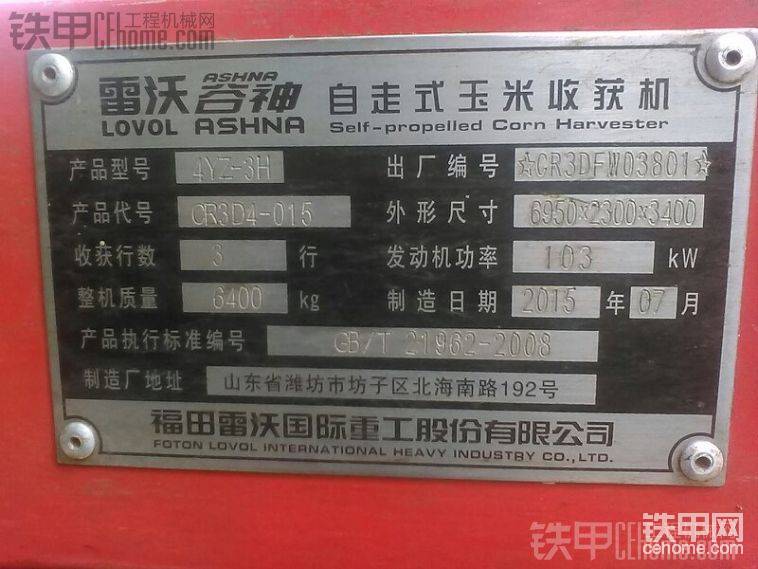 铁甲 工程机械网
CEhome.com
雷沃 ASHNA 谷神 自走式玉米收获机
LOVOL ASHNA Self-propelled Corn Harvester
产品型号 4YZ-3H 出厂编号 ☆CR3DFW03801☆
产品代号 CR3D4-015 外形尺寸 6950×2300×3400
收获行数 3 行 发动机功率 103 kW
整机质量 6400 kg 制造日期 2015 年 07 月
产品执行标准编号 GB/T 21962-2008
制造厂地址 山东省潍坊市坊子区北海南路192号
福田雷沃国际重工股份有限公司
FOTON LOVOL INTERNATIONAL HEAVY INDUSTRY CO.,LTD.
铁甲网
cehome.com